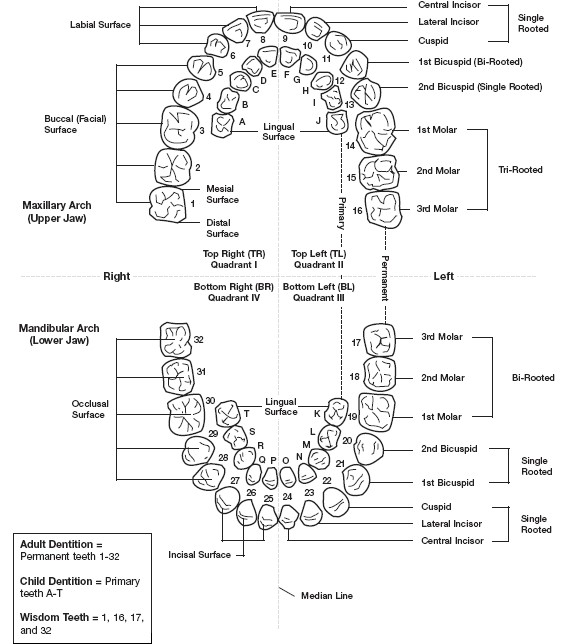 Central Incisor
Labial Surface
Lateral Incisor
Single
Rooted
Cuspid
1st Bicuspid (Bi-Rooted)
2nd Bicuspid (Single Rooted)
8
9
7
10
6
11
5
12
4
13
3
14
2
15
1
16
E
F
D
G
C
H
B
I
A
J
Buccal (Facial)
Surface
Lingual
Surface
1st Molar
2nd Molar
Tri-Rooted
3rd Molar
Mesial
Surface
Distal
Surface
Maxillary Arch
(Upper Jaw)
Primary
Permanent
Top Right (TR)
Quadrant I
Top Left (TL)
Quadrant II
Right
Left
Bottom Right (BR)
Quadrant IV
Bottom Left (BL)
Quadrant III
Mandibular Arch
(Lower Jaw)
32
17
3rd Molar
31
18
2nd Molar
Bi-Rooted
30
19
1st Molar
Occlusal
Surface
Lingual
Surface
T
K
S
L
R
M
Q
P
O
N
29
20
28
21
27
22
26
25
24
23
2nd Bicuspid
Single
Rooted
1st Bicuspid
Cuspid
Lateral Incisor
Single
Rooted
Central Incisor
Incisal Surface
Median Line
Adult Dentition =
Permanent teeth 1-32
Child Dentition = Primary
teeth A-T
Wisdom Teeth = 1, 16, 17,
and 32